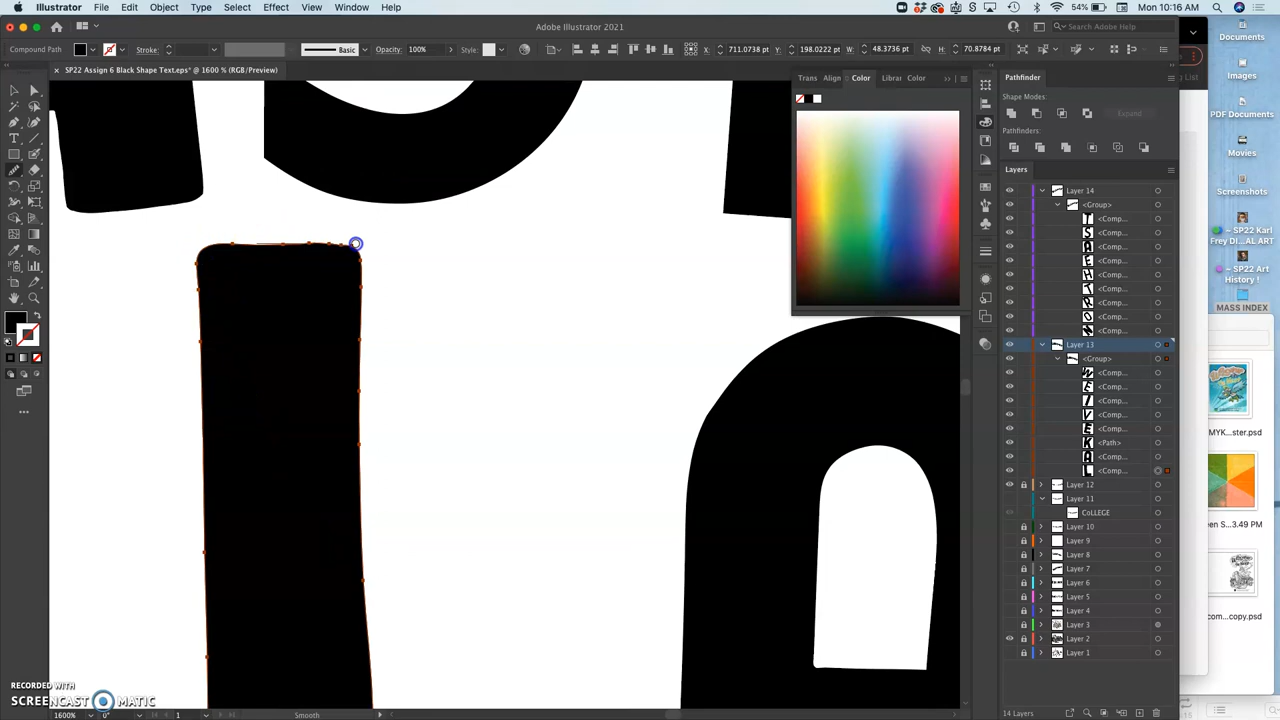 Illustrator File Edit Object Type Select Effect View Window Help
54% Mon 10:16 AM
Adobe Illustrator 2021
Search Adobe Help
Compound Path Stroke: Basic Opacity: 100% Style: X: 711.0738 pt Y: 198.0222 pt W: 48.3736 pt H: 70.8784 pt
× SP22 Assign 6 Black Shape Text.eps* @ 1600 % (RGB/Preview)
Trans Align Color Librar Color
Pathfinder
Shape Modes:
Expand
Pathfinders:
Layers
Layer 14
<Group>
<Comp...
<Comp...
<Comp...
<Comp...
<Comp...
<Comp...
<Comp...
<Comp...
<Comp...
Layer 13
<Group>
<Comp...
<Comp...
<Comp...
<Comp...
<Comp...
<Path>
<Comp...
<Comp...
Layer 12
Layer 11
CoLLEGE
Layer 10
Layer 9
Layer 8
Layer 7
Layer 6
Layer 5
Layer 4
Layer 3
Layer 2
Layer 1
14 Layers
Documents
Images
PDF Documents
Movies
Screenshots
~ SP22 Karl
Frey DI...AL ART
~ SP22 Art
History !
MASS INDEX
MYK...ster.psd
een S...3.49 PM
com...copy.psd
RECORDED WITH
SCREENCAST MATIC
1600% 0° 1 Smooth